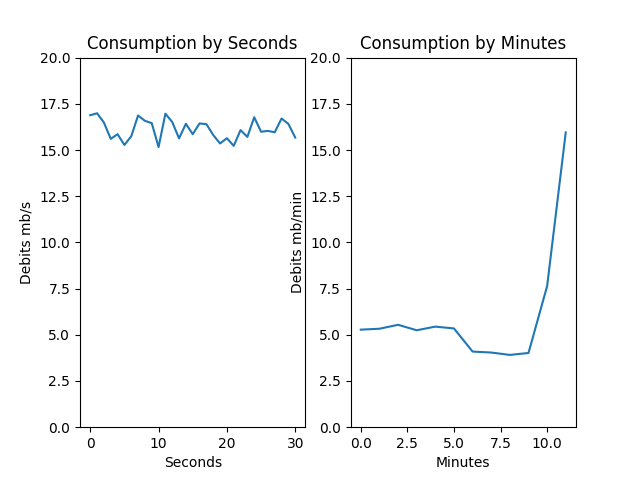 Consumption by Seconds
20.0
17.5
15.0
12.5
10.0
7.5
5.0
2.5
0.0
Debits mb/s
0 10 20 30
Seconds
Consumption by Minutes
20.0
17.5
15.0
12.5
10.0
7.5
5.0
2.5
0.0
Debits mb/min
0.0 2.5 5.0 7.5 10.0
Minutes